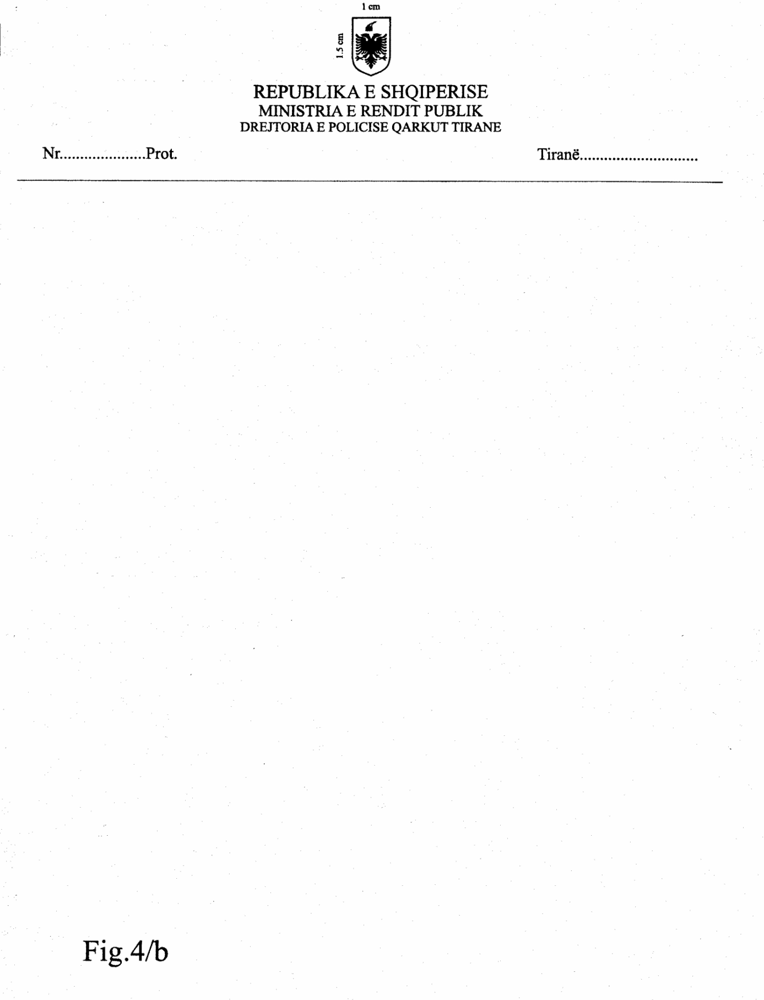 1 cm
1.5 cm
REPUBLIKA E SHQIPERISE
MINISTRIA E RENDIT PUBLIK
DREJTORIA E POLICISE QARKUT TIRANE
Nr.....................Prot.
Tiranë.............................
Fig.4/b